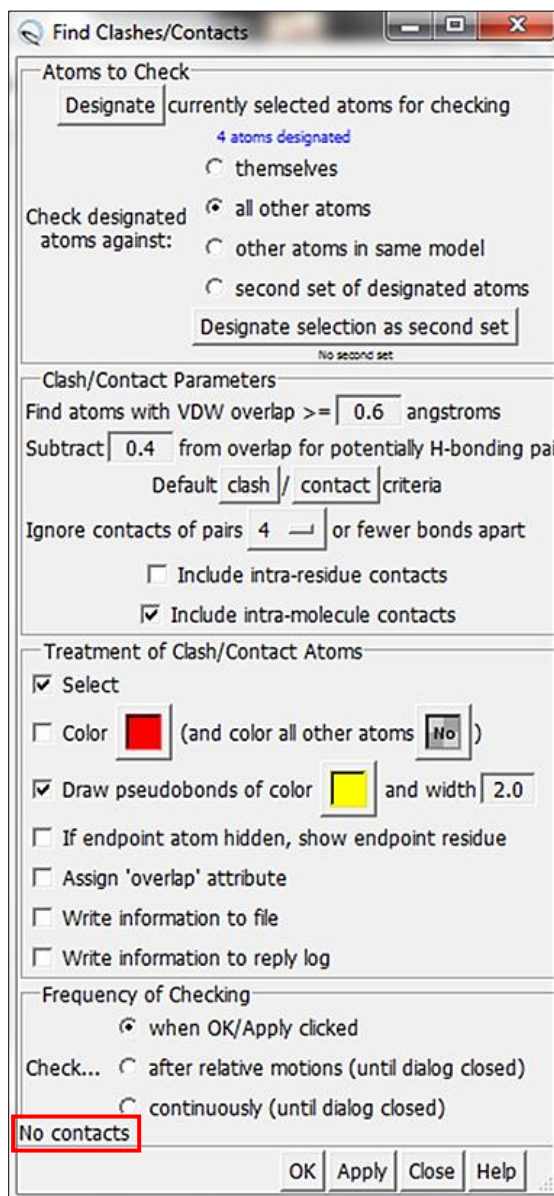 Find Clashes/Contacts
Atoms to Check
Designate currently selected atoms for checking
4 atoms designated
themselves
Check designated atoms against:
all other atoms
other atoms in same model
second set of designated atoms
Designate selection as second set
No second set
Clash/Contact Parameters
Find atoms with VDW overlap >= 0.6 angstroms
Subtract 0.4 from overlap for potentially H-bonding pai
Default clash / contact criteria
Ignore contacts of pairs 4 or fewer bonds apart
Include intra-residue contacts
Include intra-molecule contacts
Treatment of Clash/Contact Atoms
Select
Color (and color all other atoms No )
Draw pseudobonds of color and width 2.0
If endpoint atom hidden, show endpoint residue
Assign 'overlap' attribute
Write information to file
Write information to reply log
Frequency of Checking
when OK/Apply clicked
Check... after relative motions (until dialog closed)
continuously (until dialog closed)
No contacts
OK Apply Close Help